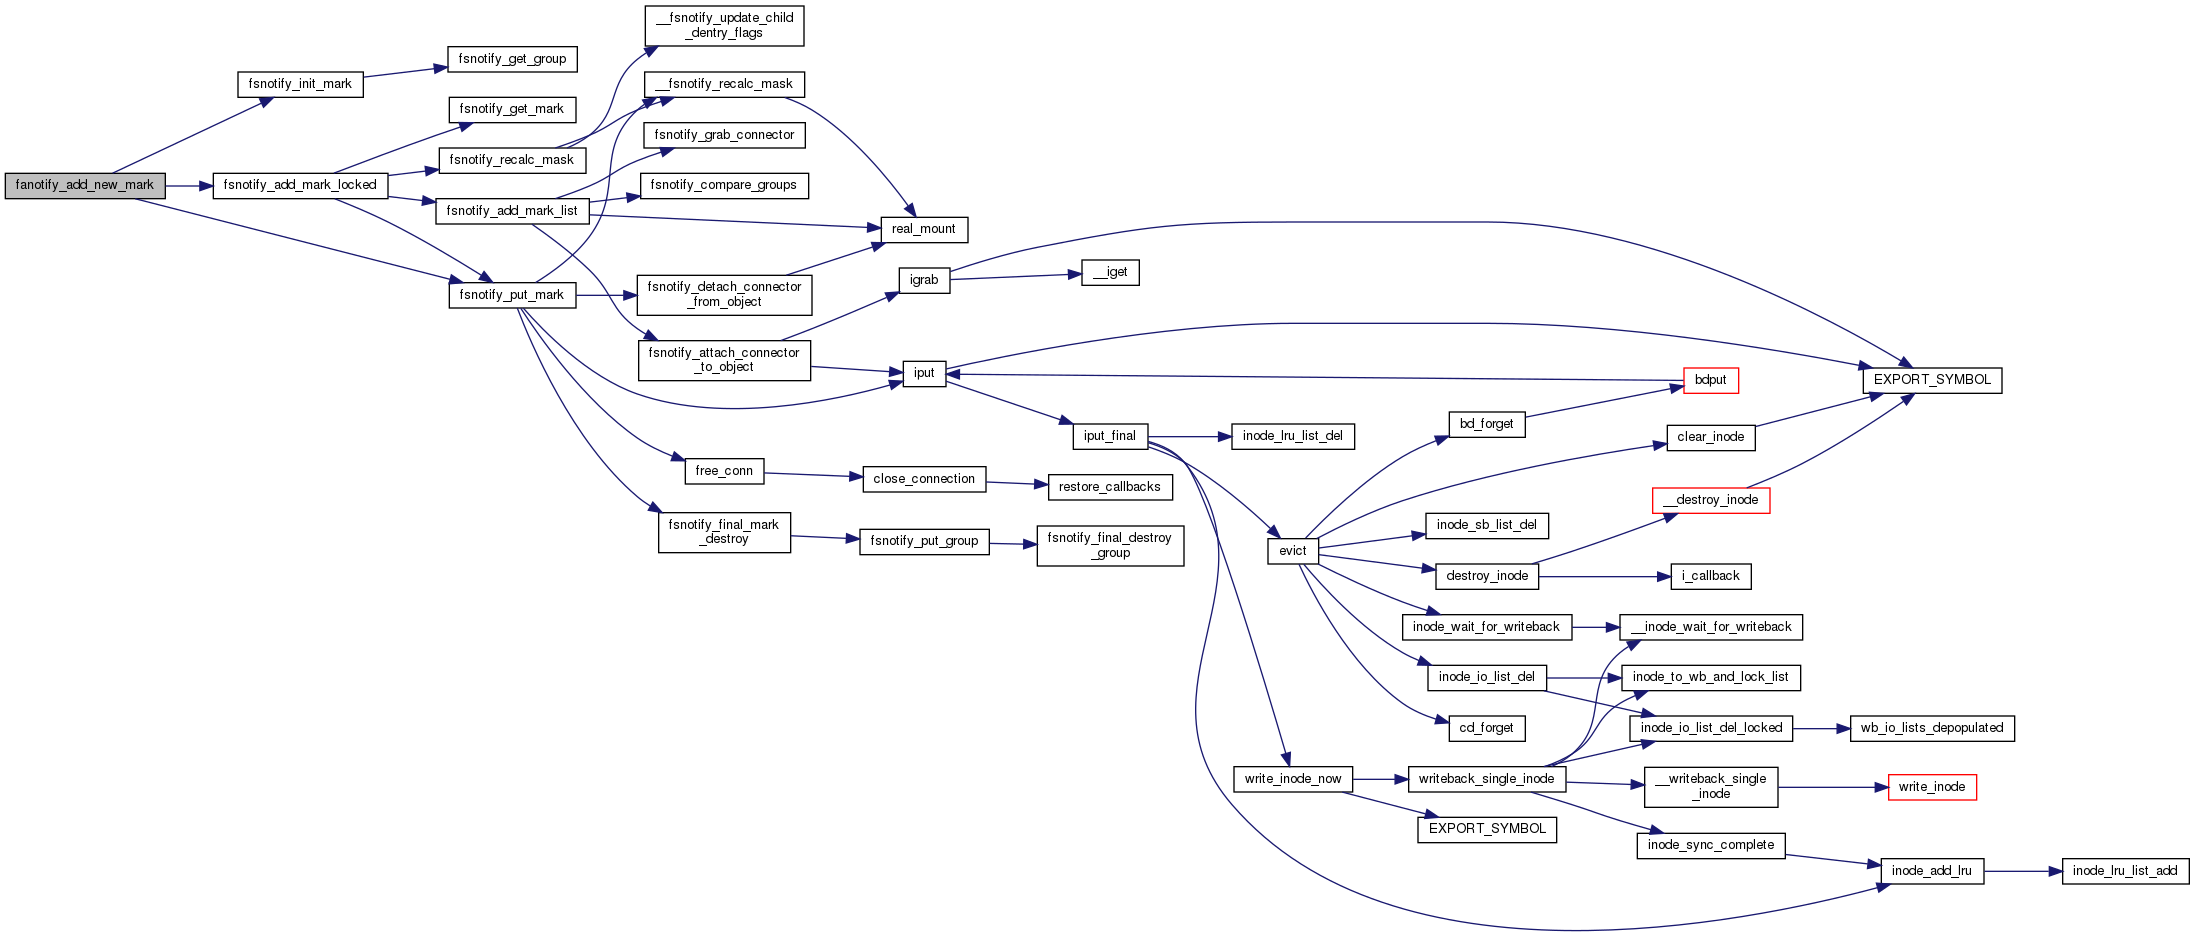 fanotify_add_new_mark
fsnotify_init_mark
fsnotify_add_mark_locked
fsnotify_get_group
fsnotify_get_mark
fsnotify_recalc_mask
fsnotify_add_mark_list
fsnotify_put_mark
__fsnotify_update_child
_dentry_flags
__fsnotify_recalc_mask
fsnotify_grab_connector
fsnotify_compare_groups
fsnotify_detach_connector
_from_object
fsnotify_attach_connector
_to_object
free_conn
fsnotify_final_mark
_destroy
real_mount
igrab
iput
close_connection
fsnotify_put_group
__iget
iput_final
restore_callbacks
fsnotify_final_destroy
_group
inode_lru_list_del
evict
write_inode_now
bd_forget
inode_sb_list_del
destroy_inode
inode_wait_for_writeback
inode_io_list_del
cd_forget
writeback_single_inode
EXPORT_SYMBOL
bdput
clear_inode
__destroy_inode
i_callback
__inode_wait_for_writeback
inode_to_wb_and_lock_list
inode_io_list_del_locked
__writeback_single
_inode
inode_sync_complete
EXPORT_SYMBOL
wb_io_lists_depopulated
write_inode
inode_add_lru
inode_lru_list_add